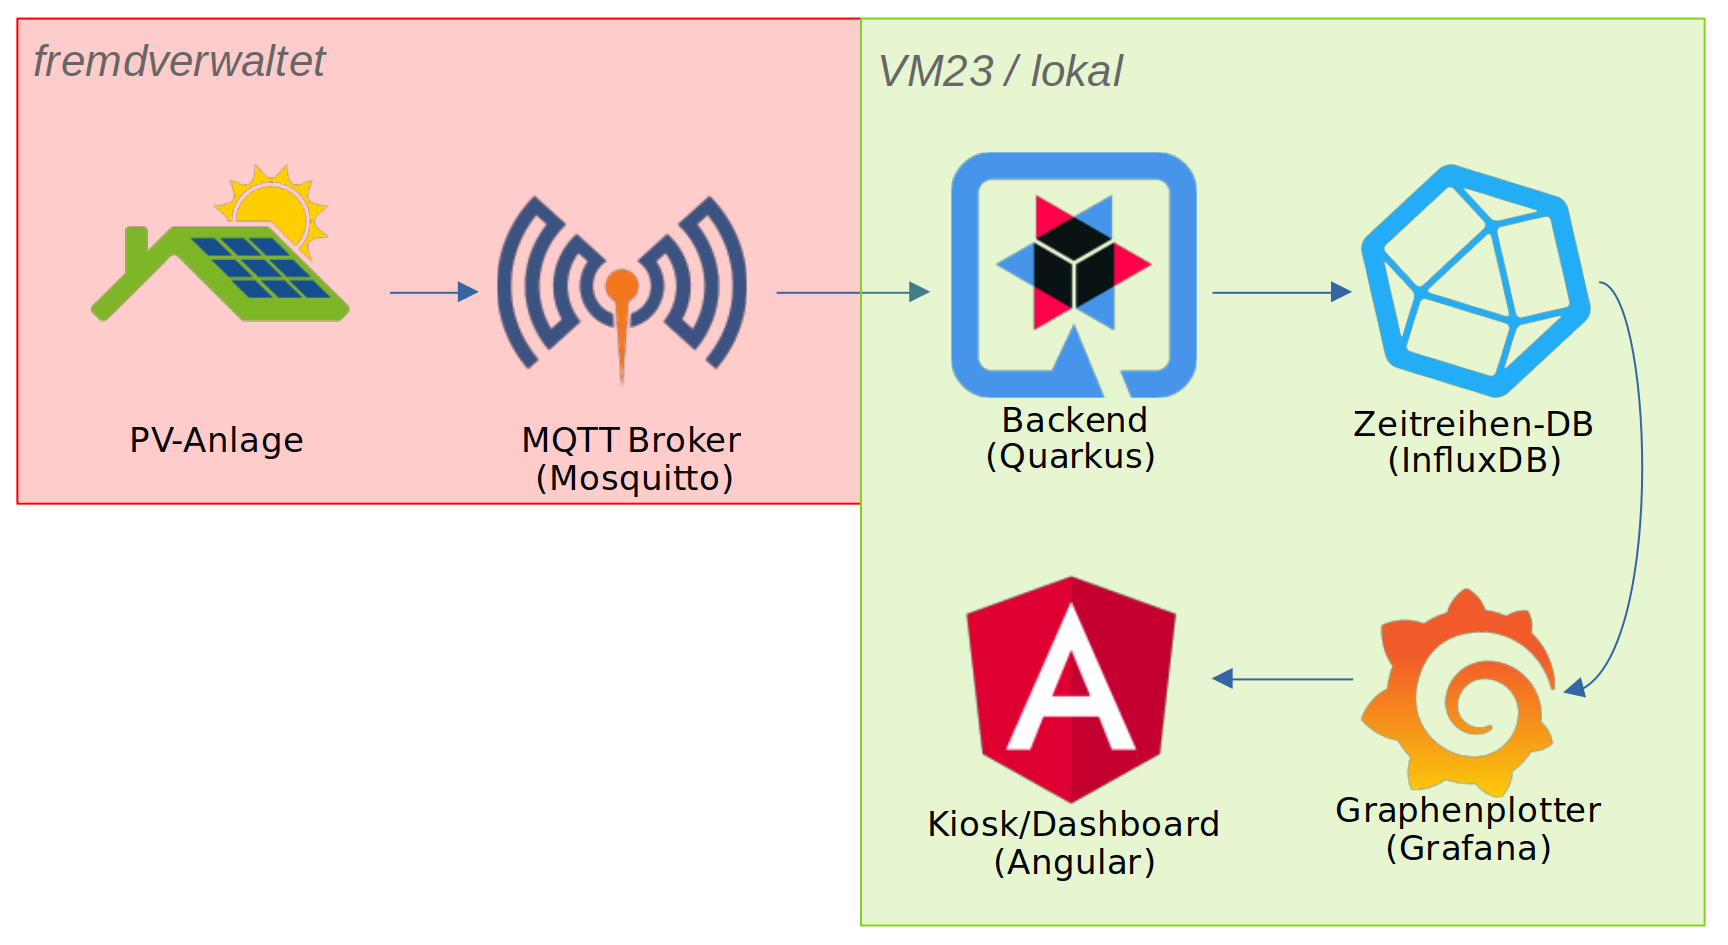 fremdverwaltet
VM23 / lokal
PV-Anlage
MQTT Broker
(Mosquitto)
Backend
(Quarkus)
Zeitreihen-DB
(InfluxDB)
Kiosk/Dashboard
(Angular)
Graphenplotter
(Grafana)